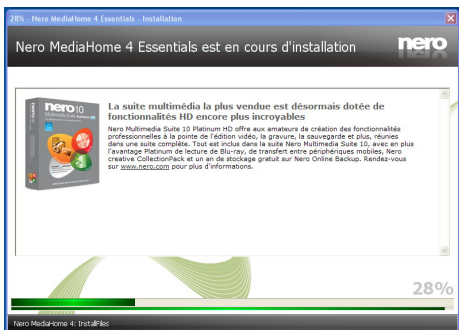 28% - Nero MediaHome 4 Essentials - Installation
Nero MediaHome 4 Essentials est en cours d'installation
nero
nero 10
Multimedia Suite
La suite multimédia la plus vendue est désormais dotée de
fonctionnalités HD encore plus incroyables
Nero Multimedia Suite 10 Platinum HD offre aux amateurs de création des fonctionnalités
professionnelles à la pointe de l'édition vidéo, la gravure, la sauvegarde et plus, réunies
dans une suite complète. Tout est inclus dans la suite Nero Multimedia Suite 10, avec en plus
l'avantage Platinum de lecture de Blu-ray, de transfert entre périphériques mobiles, Nero
creative CollectionPack et un an de stockage gratuit sur Nero Online Backup. Rendez-vous
sur www.nero.com pour plus d'informations.
28%
Nero MediaHome 4: InstallFiles